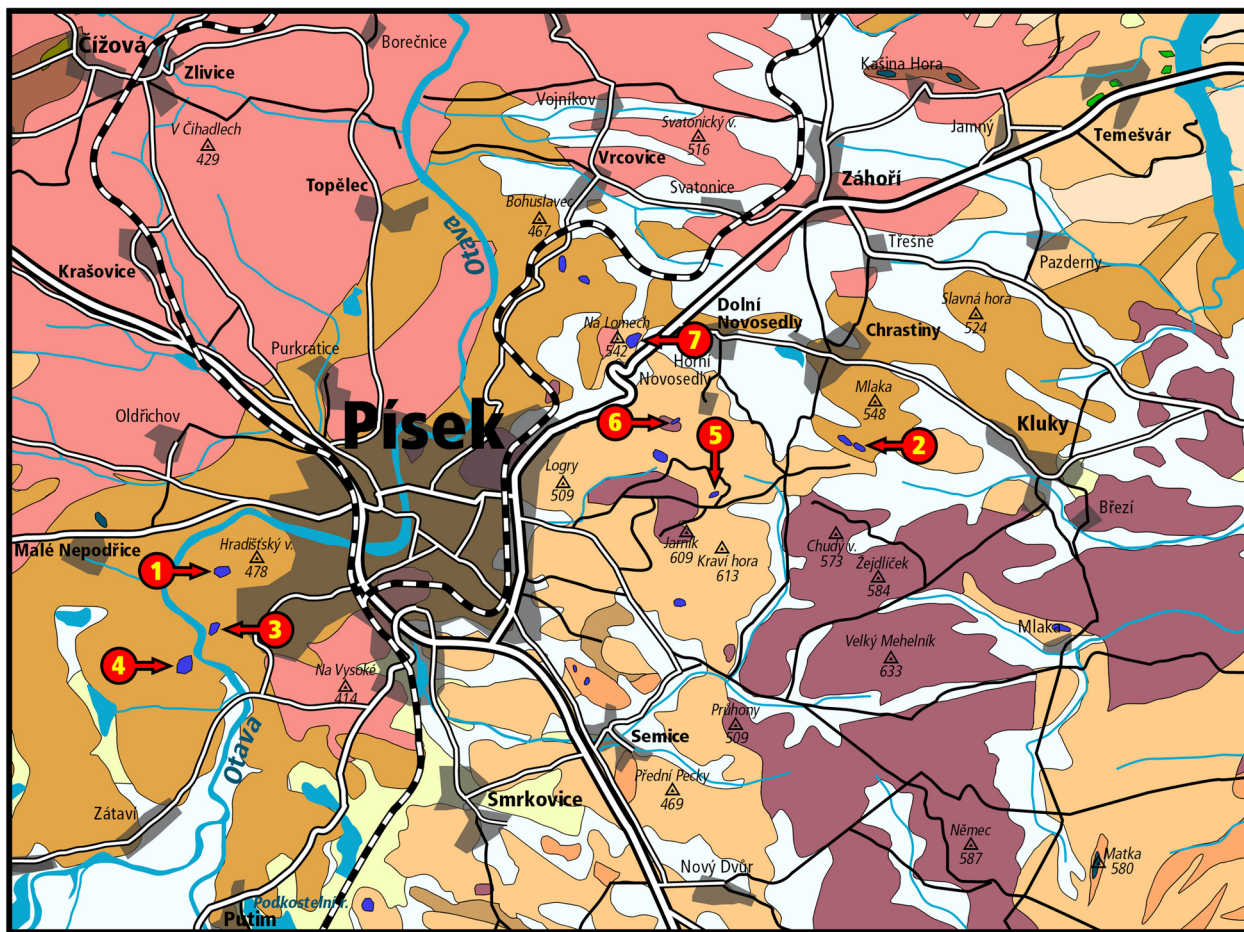 Čížová
Borečnice
Zlivice
Kašina Hora
Vojníkov
V Čihadlech
429
Svatonický v.
516
Jamný
Temešvár
Vrcovice
Topělec
Svatonice
Záhoří
Bohuslavec
467
Otava
Třešně
Krašovice
Pazderny
Slavná hora
524
Dolní
Novosedly
Na Lomech
542
7
Chrastiny
Purkratice
Horní
Novosedly
Mlaka
548
Oldřichov
Písek
6
5
2
Kluky
Logry
509
Březí
Malé Nepodřice
Hradišťský v.
478
Jarník
609
Kraví hora
613
Chudý v.
573
Žejdlíček
584
1
3
Mlaka
4
Na Vysoké
414
Velký Mehelník
633
Průhony
509
Otava
Semice
Přední Pecky
469
Smrkovice
Zátaví
Němec
587
Nový Dvůr
Matka
580
Podkostelní r.
Putim